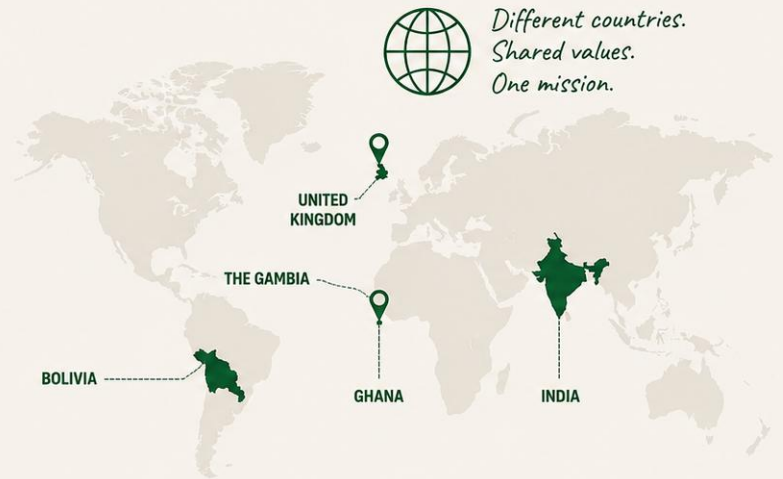 Different countries.
Shared values.
One mission.
UNITED
KINGDOM
THE GAMBIA
BOLIVIA
GHANA
INDIA